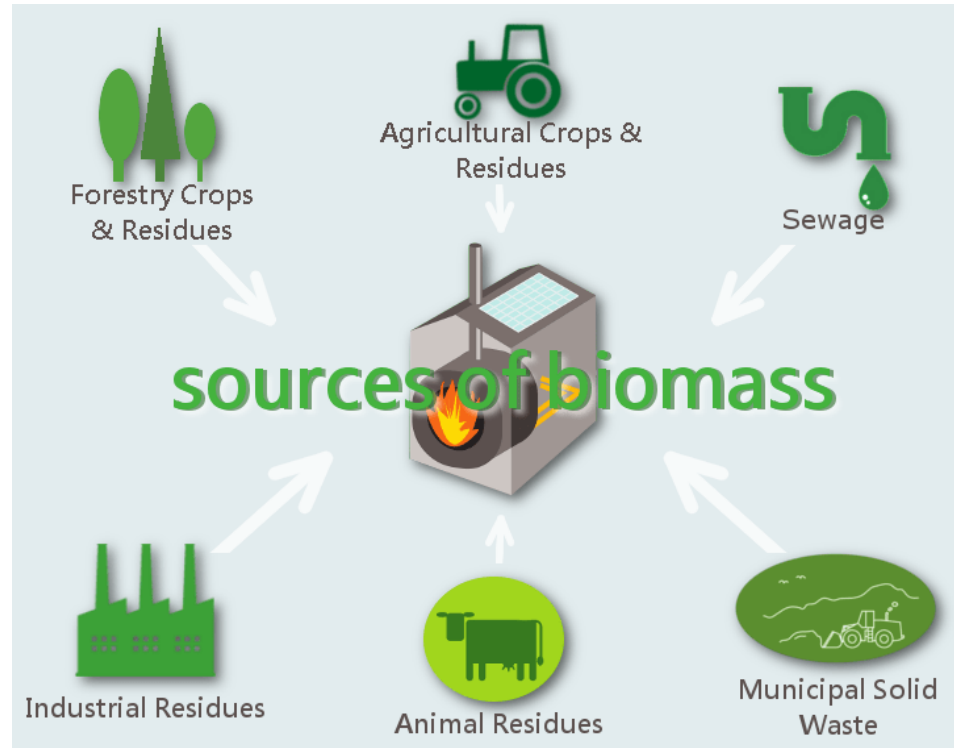 Forestry Crops
& Residues
Agricultural Crops &
Residues
Sewage
sources of biomass
Industrial Residues
Animal Residues
Municipal Solid
Waste